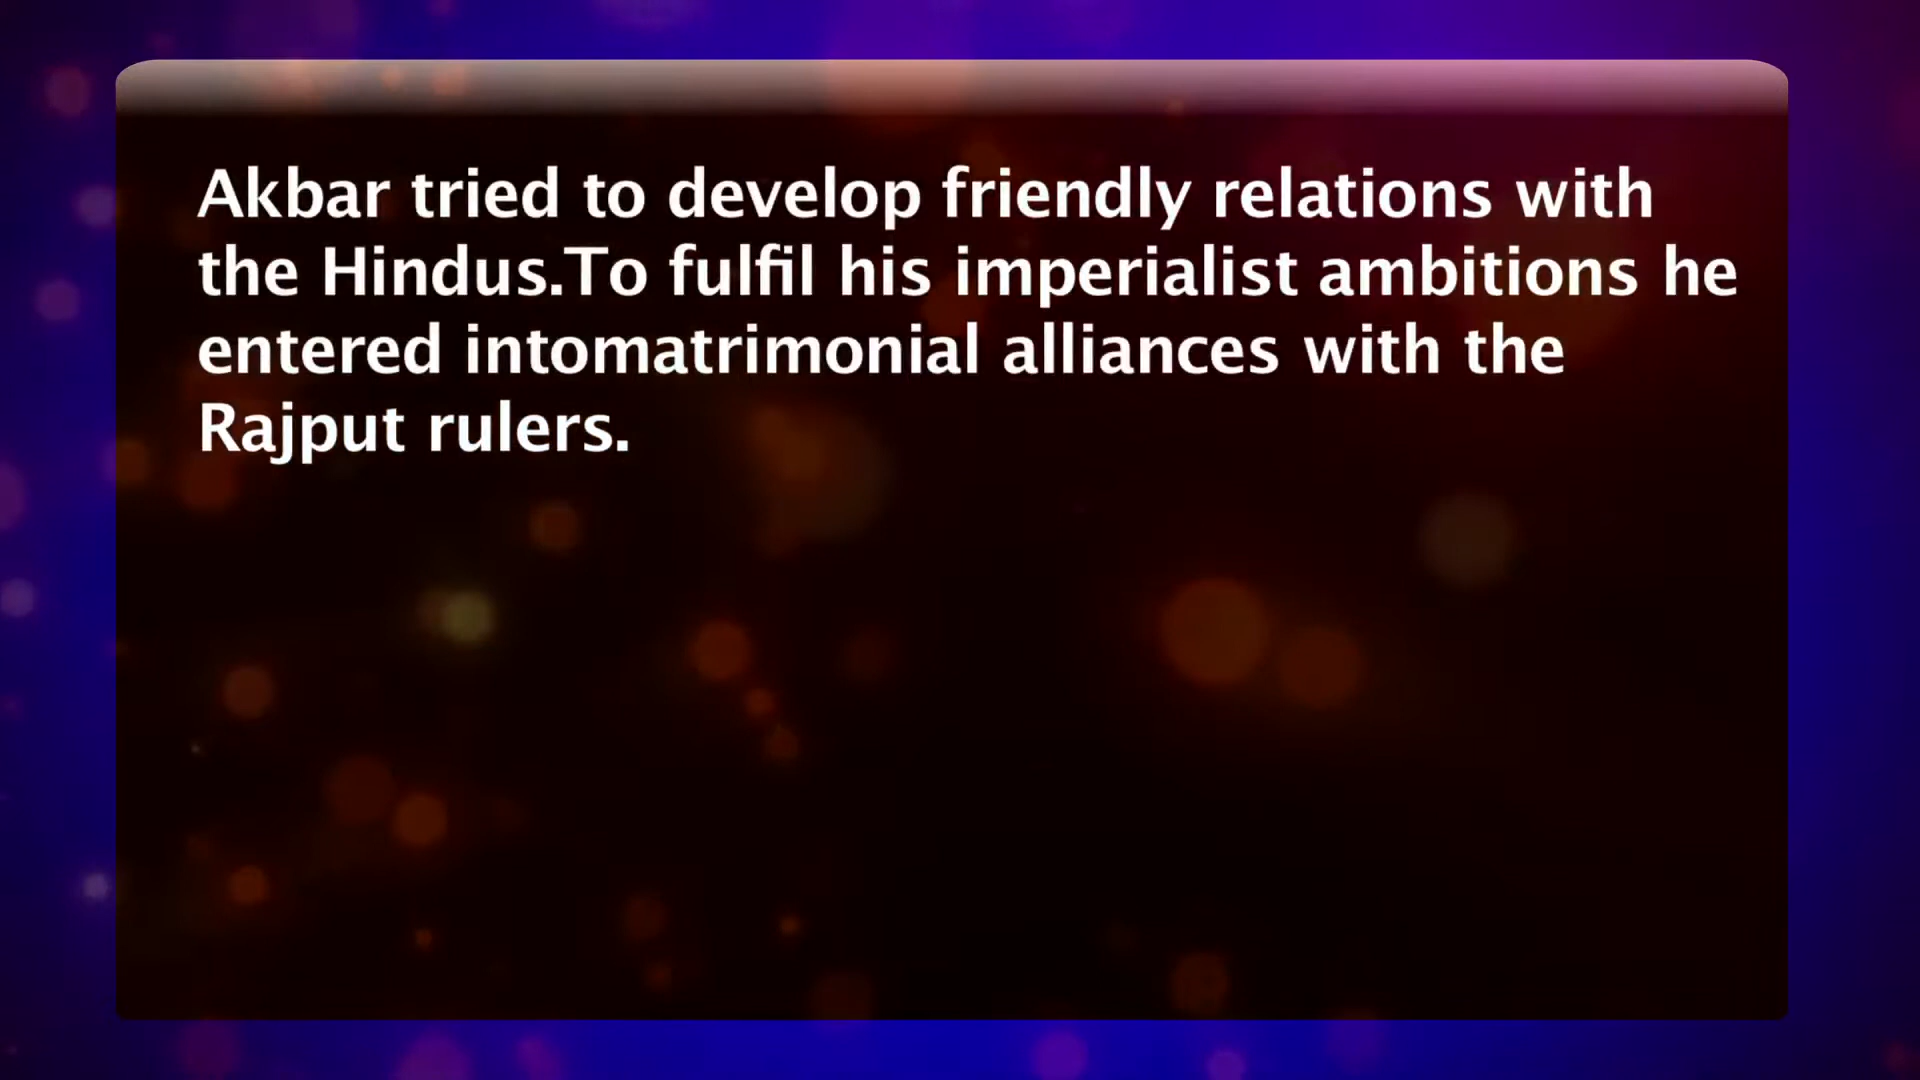 Akbar tried to develop friendly relations with
the Hindus.To fulfil his imperialist ambitions he
entered intomatrimonial alliances with the
Rajput rulers.